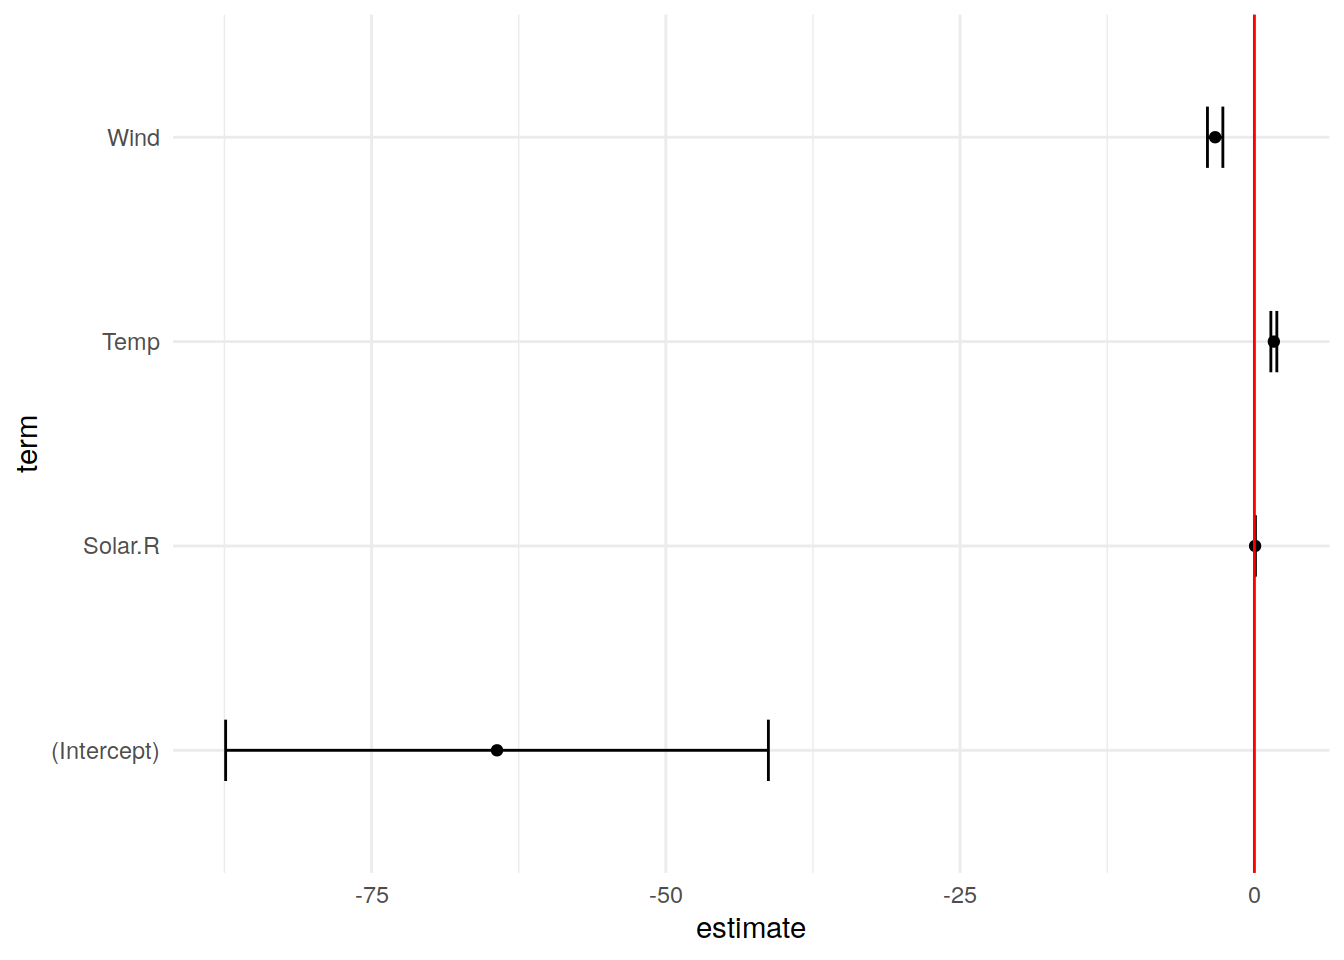 Wind
Temp
Solar.R
(Intercept)
term
-75 -50 -25 0
estimate